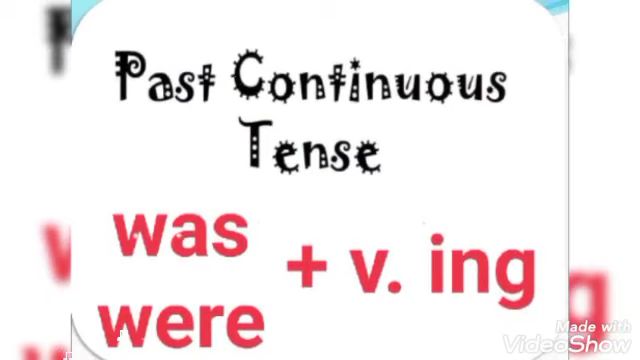 Past Continuous
Tense
was
+ v. ing
were
Made with
VideoShow